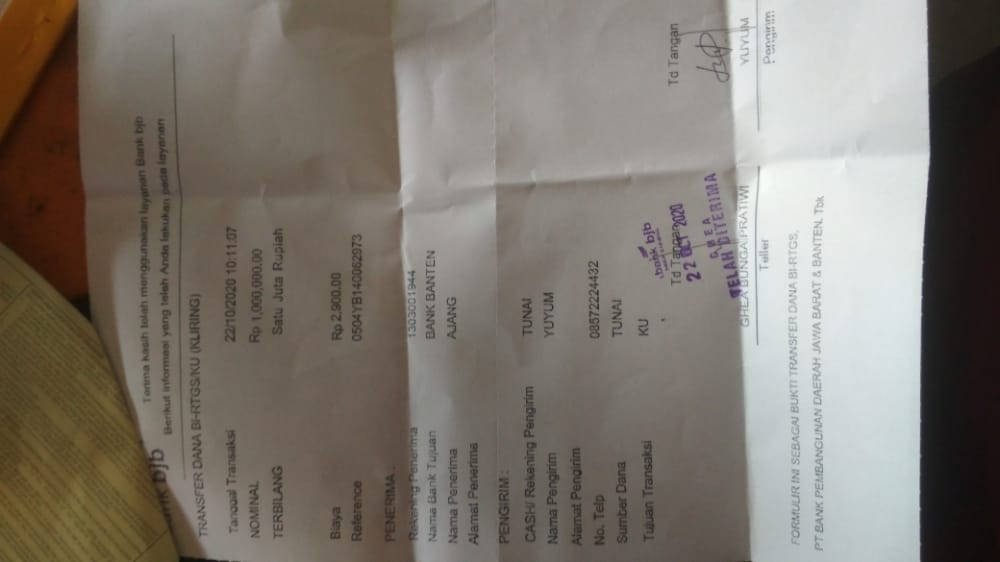 bank bjb
Terima kasih telah menggunakan layanan Bank bjb
Berikut informasi yang telah Anda lakukan pada layanan
TRANSFER DANA BI-RTGS/KU (KLIRING)
Tanggal Transaksi 22/10/2020 10:11:07
NOMINAL Rp 1,000,000.00
TERBILANG Satu Juta Rupiah
Biaya Rp 2,900.00
Reference 0504YB140062973
PENERIMA :
Rekening Penerima 1303001944
Nama Bank Tujuan BANK BANTEN
Nama Penerima AJANG
Alamat Penerima
PENGIRIM :
CASH/ Rekening Pengirim TUNAI
Nama Pengirim YUYUM
Alamat Pengirim
No. Telp 08572224432
Sumber Dana TUNAI
Tujuan Transaksi KU
bank bjb
Td Tangan Td Tangan
22 OCT 2020
GHEA
TELAH DITERIMA
GHEA BUNGA PRATIWI YUYUM
Teller Pengirim
FORMULIR INI SEBAGAI BUKTI TRANSFER DANA BI-RTGS,
PT BANK PEMBANGUNAN DAERAH JAWA BARAT & BANTEN, Tbk